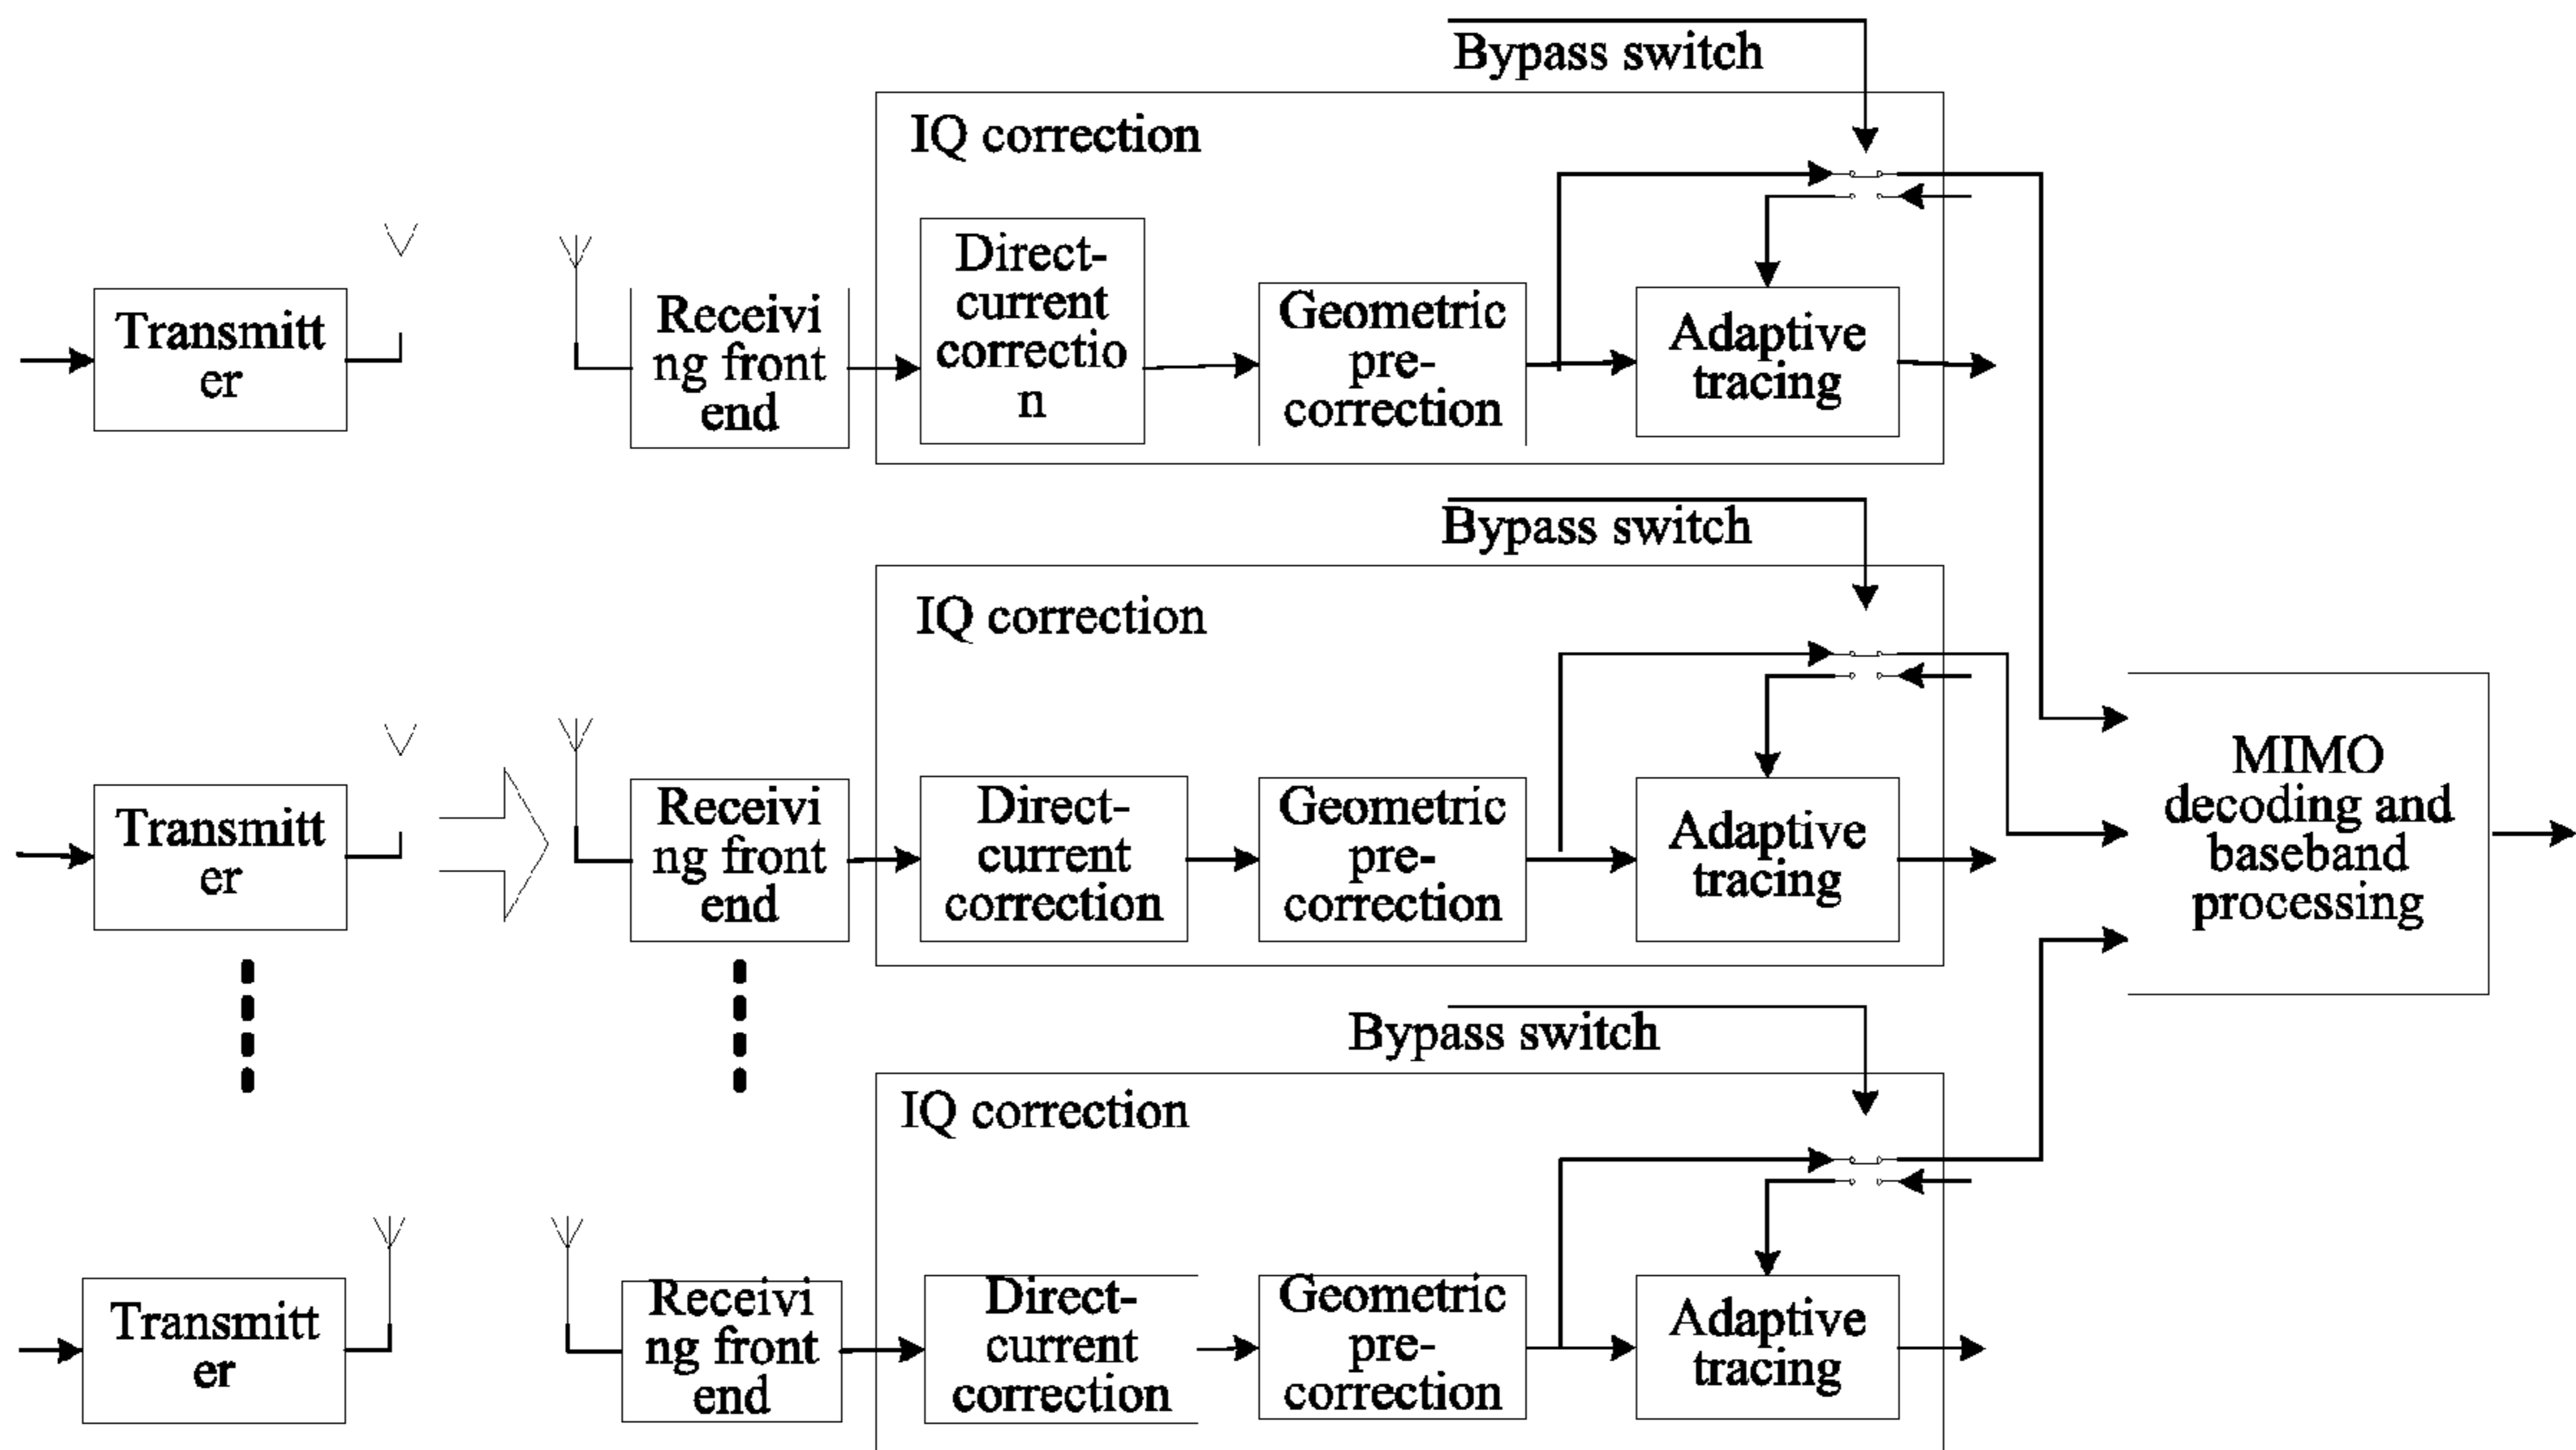 Bypass switch
IQ correction
Transmitt
er
Receivi
ng front
end
Direct-
current
correctio
n
Geometric
pre-
correction
Adaptive
tracing
Bypass switch
IQ correction
Transmitt
er
Receivi
ng front
end
Direct-
current
correction
Geometric
pre-
correction
Adaptive
tracing
MIMO
decoding and
baseband
processing
Bypass switch
IQ correction
Transmitt
er
Receivi
ng front
end
Direct-
current
correction
Geometric
pre-
correction
Adaptive
tracing